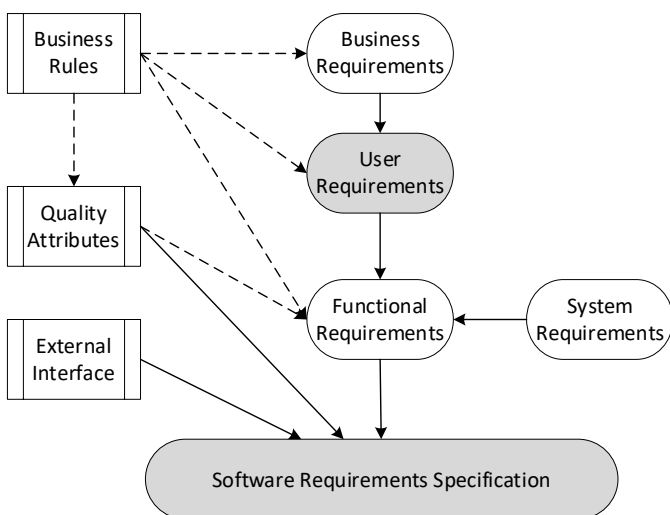 Business
Rules
Business
Requirements
User
Requirements
Quality
Attributes
Functional
Requirements
System
Requirements
External
Interface
Software Requirements Specification